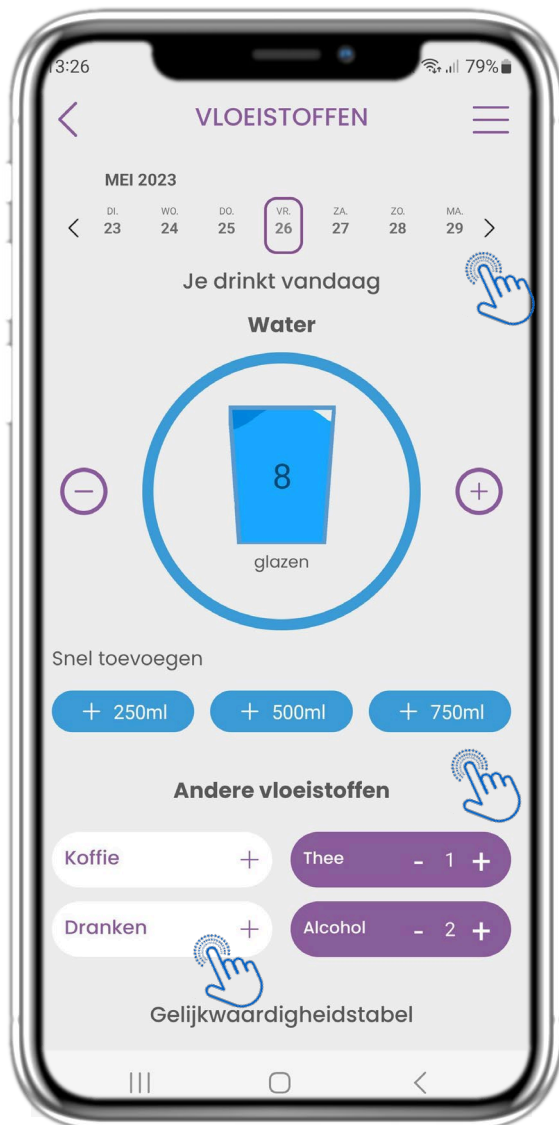 13:26 79%
VLOEISTOFFEN
MEI 2023
DI. WO. DO. VR. ZA. ZO. MA.
23 24 25 26 27 28 29
Je drinkt vandaag
Water
8
glazen
Snel toevoegen
+ 250ml + 500ml + 750ml
Andere vloeistoffen
Koffie + Thee - 1 +
Dranken + Alcohol - 2 +
Gelijkwaardigheidstabel